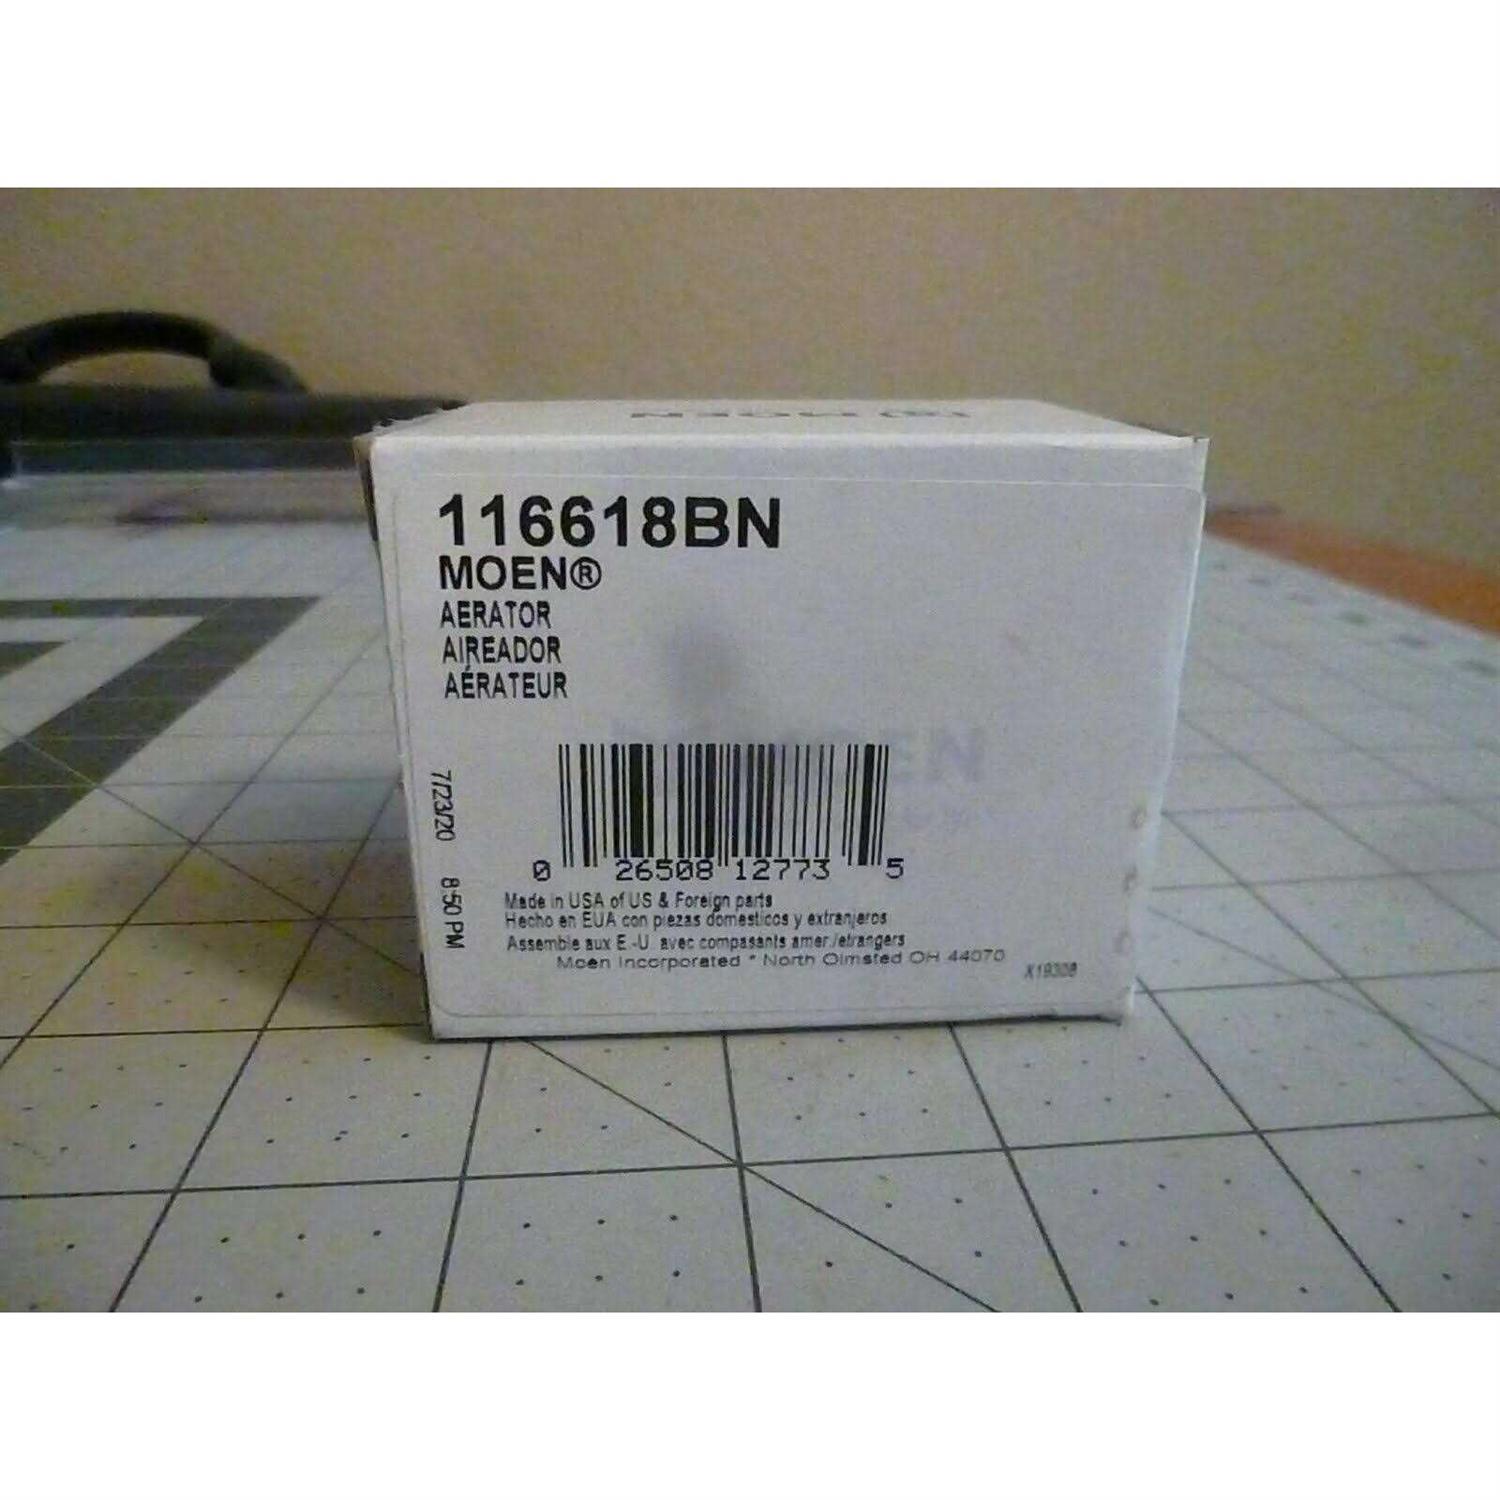 MOEN
116618BN
MOEN®
AERATOR
AIREADOR
AÉRATEUR
7/23/20 8:50 PM
0 26508 12773 5
Made in USA of US & Foreign parts
Hecho en EUA con piezas domesticos y extranjeros
Assemble aux E.-U. avec compasants amer./etrangers
Moen Incorporated * North Olmsted OH 44070
X19308